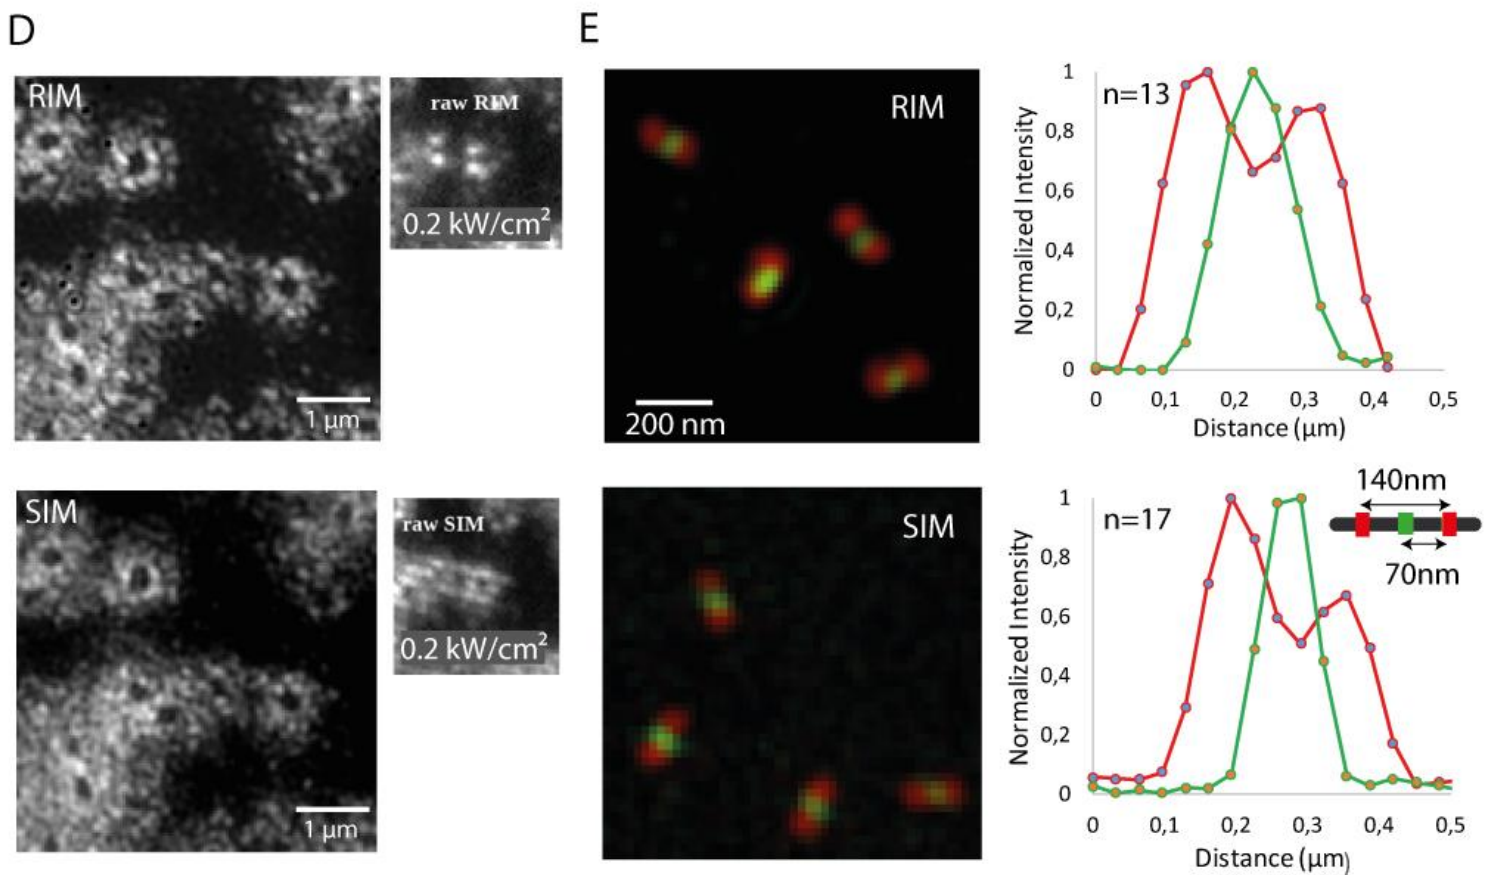 D
E
RIM
raw RIM
0.2 kW/cm²
1 µm
RIM
200 nm
n=13
Normalized Intensity
1
0,8
0,6
0,4
0,2
0
0
0,1
0,2
0,3
0,4
0,5
Distance (µm)
SIM
raw SIM
0.2 kW/cm²
1 µm
SIM
n=17
140nm
70nm
Normalized Intensity
1
0,8
0,6
0,4
0,2
0
0
0,1
0,2
0,3
0,4
0,5
Distance (µm)